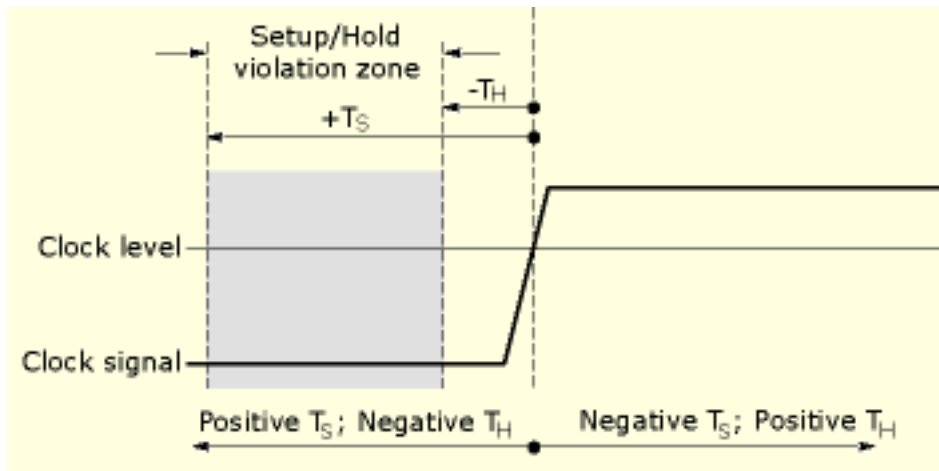 Setup/Hold
violation zone
-TH
+TS
Clock level
Clock signal
Positive TS; Negative TH
Negative TS; Positive TH